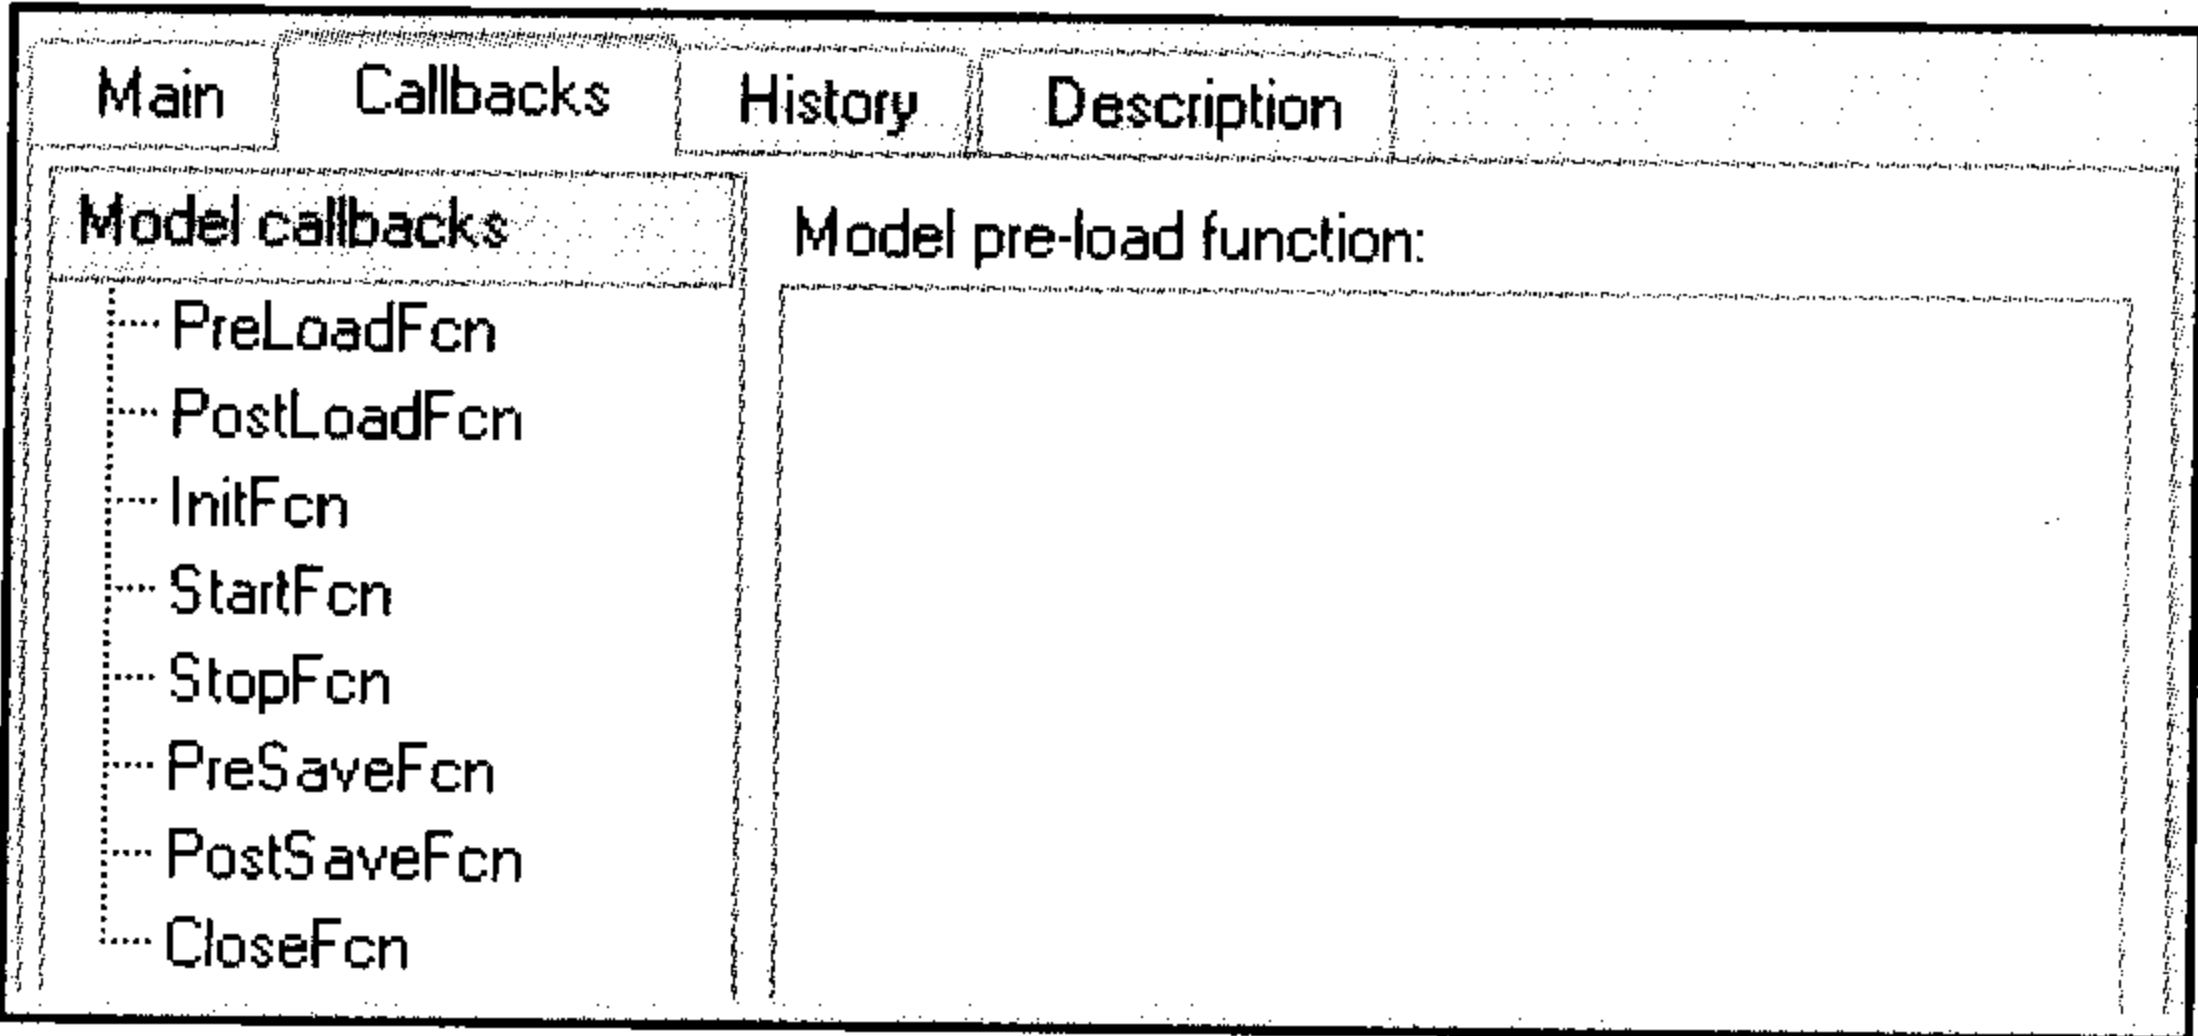 Main Callbacks History Description
Model callbacks
Model pre-load function:
PreLoadFcn
PostLoadFcn
InitFcn
StartFcn
StopFcn
PreSaveFcn
PostSaveFcn
CloseFcn